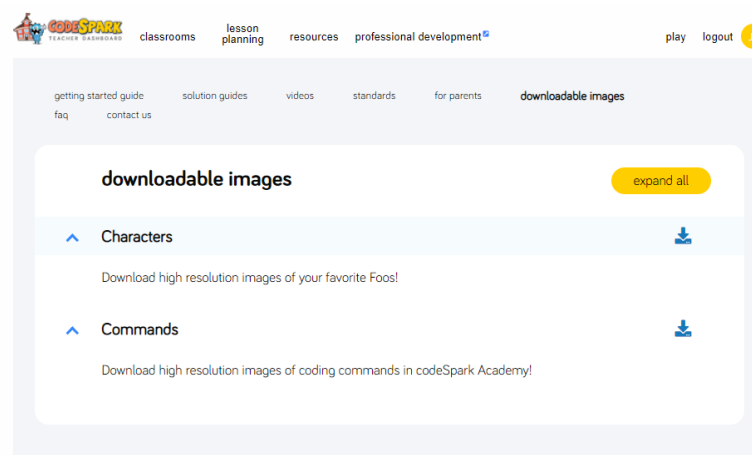 CODESPARK
TEACHER DASHBOARD
classrooms
lesson
planning
resources
professional development
play
logout
getting started guide
solution guides
videos
standards
for parents
downloadable images
faq
contact us
downloadable images
expand all
Characters
Download high resolution images of your favorite Foos!
Commands
Download high resolution images of coding commands in codeSpark Academy!